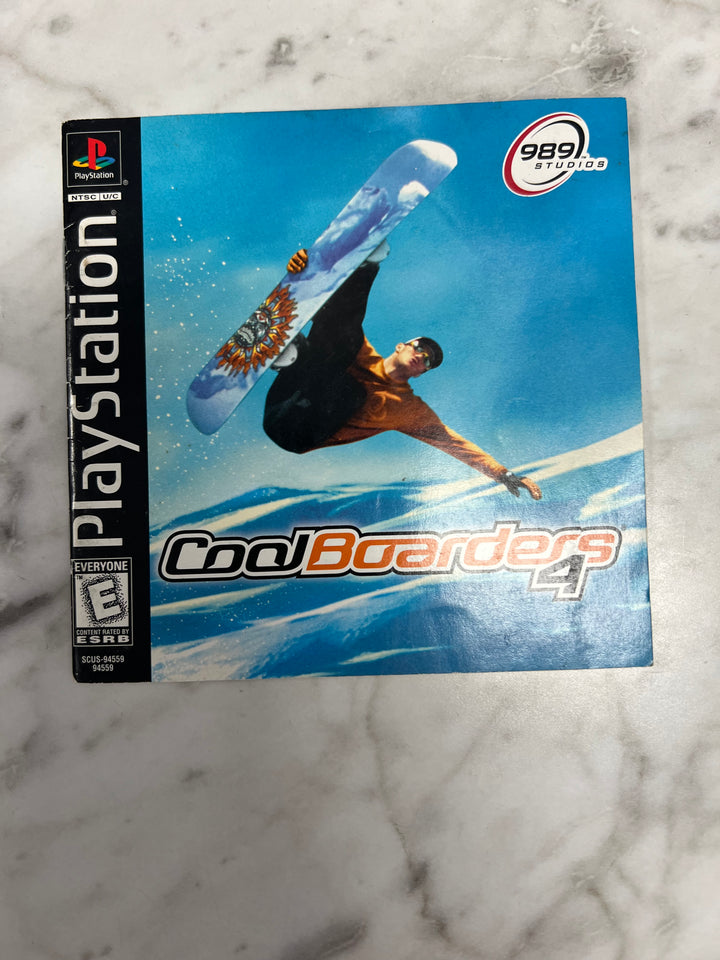 PlayStation
NTSC U/C
PlayStation
EVERYONE
E
CONTENT RATED BY
ESRB
SCUS-94559
94559
989
STUDIOS
CoolBoarders
4